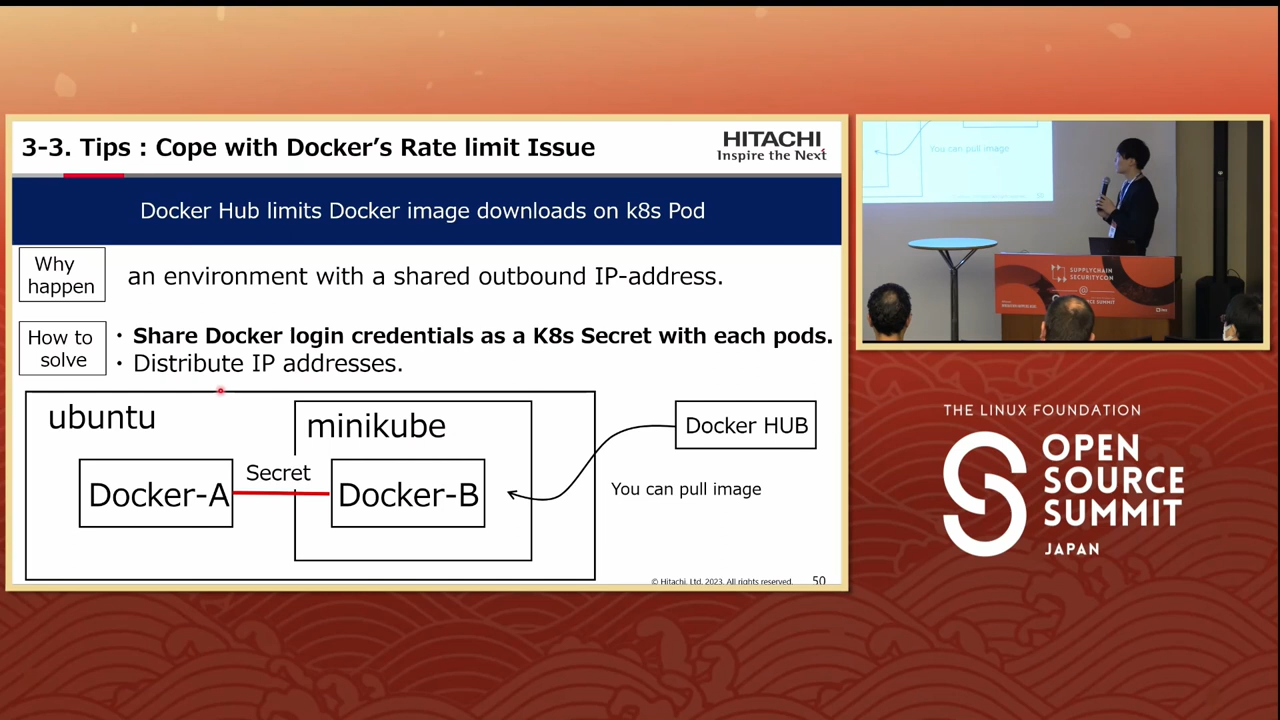 3-3. Tips : Cope with Docker's Rate limit Issue
HITACHI
Inspire the Next
Docker Hub limits Docker image downloads on k8s Pod
Why
happen
an environment with a shared outbound IP-address.
How to
solve
・Share Docker login credentials as a K8s Secret with each pods.
・Distribute IP addresses.
ubuntu
minikube
Docker HUB
Secret
Docker-A
Docker-B
You can pull image
© Hitachi, Ltd. 2023. All rights reserved.
50
You can pull image
SUPPLYCHAIN
SECURITYCON
@
SOURCE SUMMIT
THE LINUX FOUNDATION
OPEN
SOURCE
SUMMIT
JAPAN